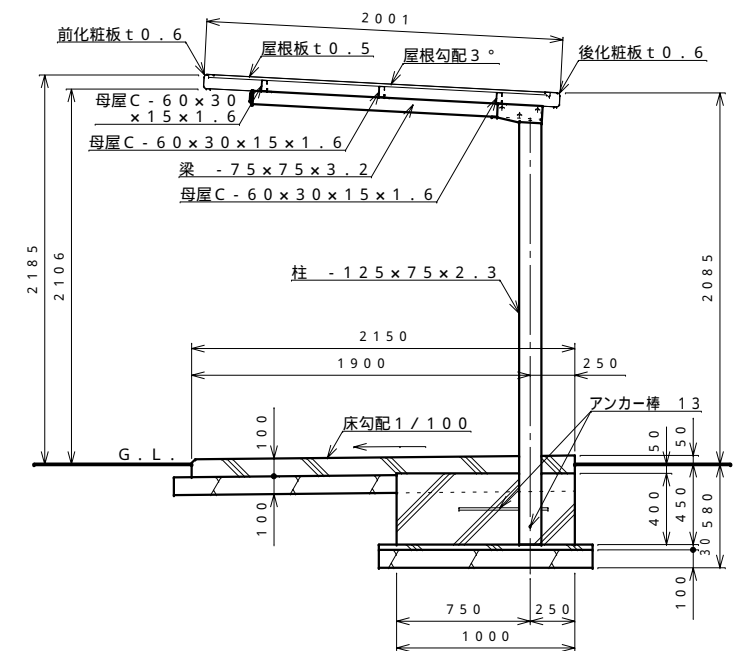 2001
前化粧板ｔ０.６
屋根板ｔ０.５
屋根勾配３°
後化粧板ｔ０.６
母屋Ｃ-６０×３０
×１５×１.６
母屋Ｃ-６０×３０×１５×１.６
梁 -７５×７５×３.２
母屋Ｃ-６０×３０×１５×１.６
2185
2106
2085
柱 -１２５×７５×２.３
2150
1900
250
アンカー棒 13
床勾配１/１００
G.L.
100
100
50
50
400
450
580
30
100
750
250
1000